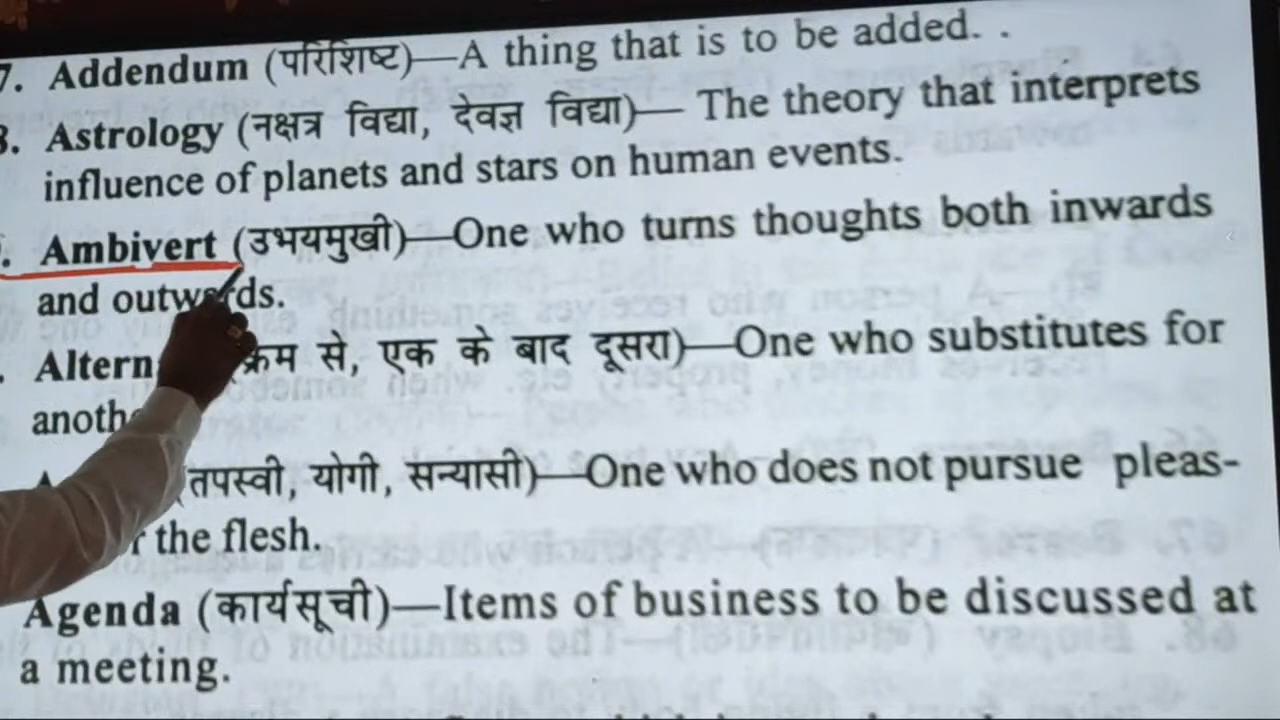 7. Addendum (परिशिष्ट)—A thing that is to be added. .
8. Astrology (नक्षत्र विद्या, देवज्ञ विद्या)— The theory that interprets
influence of planets and stars on human events.
. Ambivert (उभयमुखी)—One who turns thoughts both inwards
and outwards.
. Altern क्रम से, एक के बाद दूसरा)—One who substitutes for
anoth
(तपस्वी, योगी, सन्यासी)—One who does not pursue pleas-
the flesh.
Agenda (कार्यसूची)—Items of business to be discussed at
a meeting.